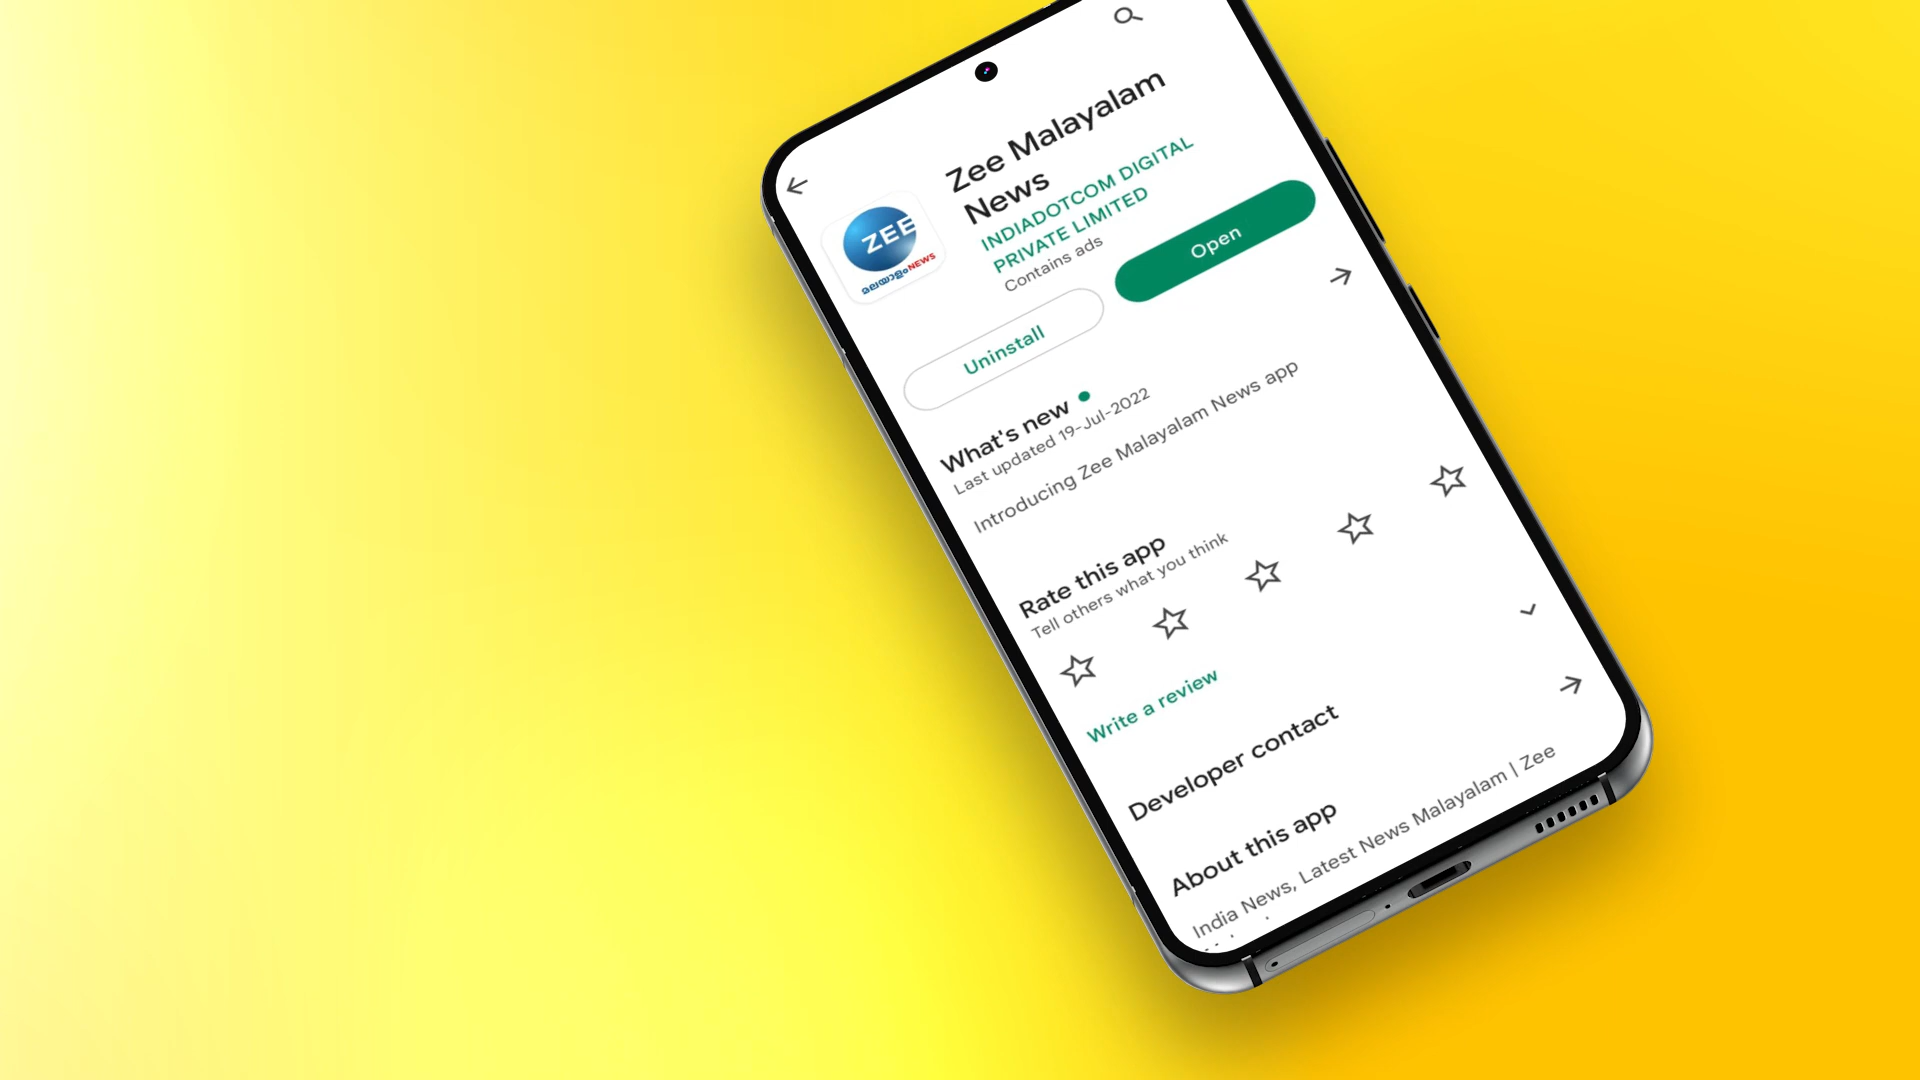 Zee Malayalam
News
INDIADOTCOM DIGITAL
PRIVATE LIMITED
Contains ads
ZEE
മലയാളം NEWS
Uninstall
Open
What's new
Last updated 19-Jul-2022
Introducing Zee Malayalam News app
Rate this app
Tell others what you think
Write a review
Developer contact
About this app
India News, Latest News Malayalam | Zee